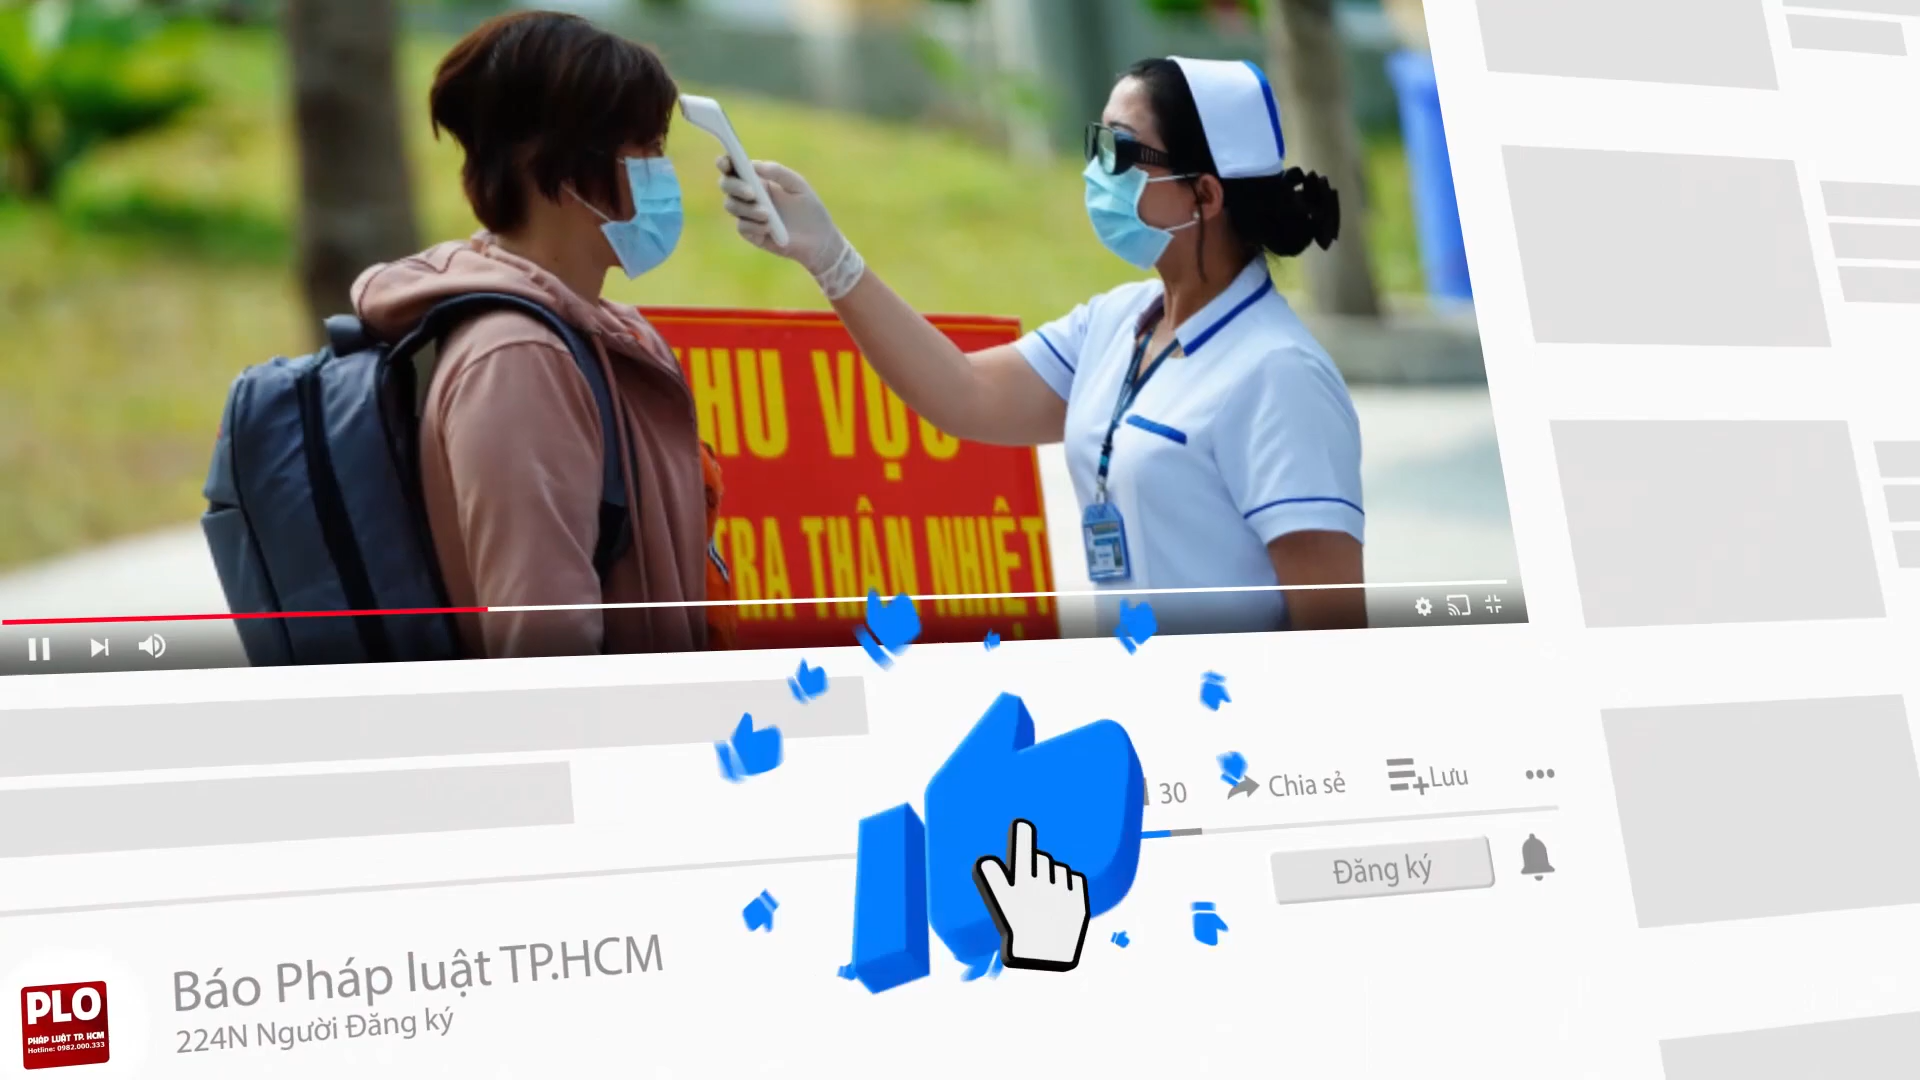 HU VỰC
TRA THÂN NHIỆT
30
Chia sẻ
Lưu
Đăng ký
Báo Pháp luật TP.HCM
224N Người Đăng ký
PLO
PHÁP LUẬT TP. HCM
Hotline: 0982.000.333